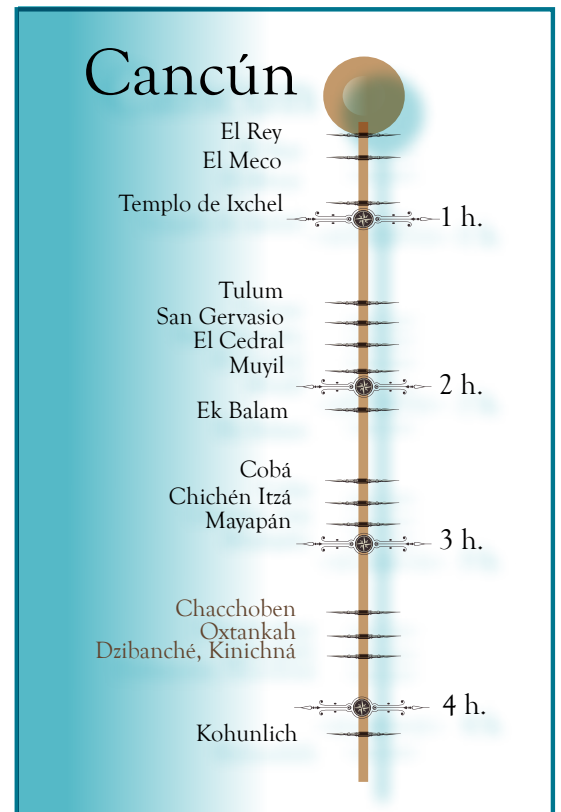 Cancún
El Rey
El Meco
Templo de Ixchel
1 h.
Tulum
San Gervasio
El Cedral
Muyil
2 h.
Ek Balam
Cobá
Chichén Itzá
Mayapán
3 h.
Chacchoben
Oxtankah
Dzibanché, Kinichná
4 h.
Kohunlich